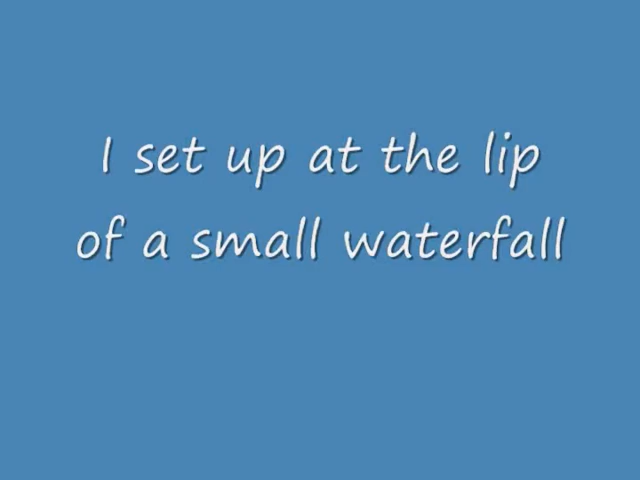 I set up at the lip
of a small waterfall